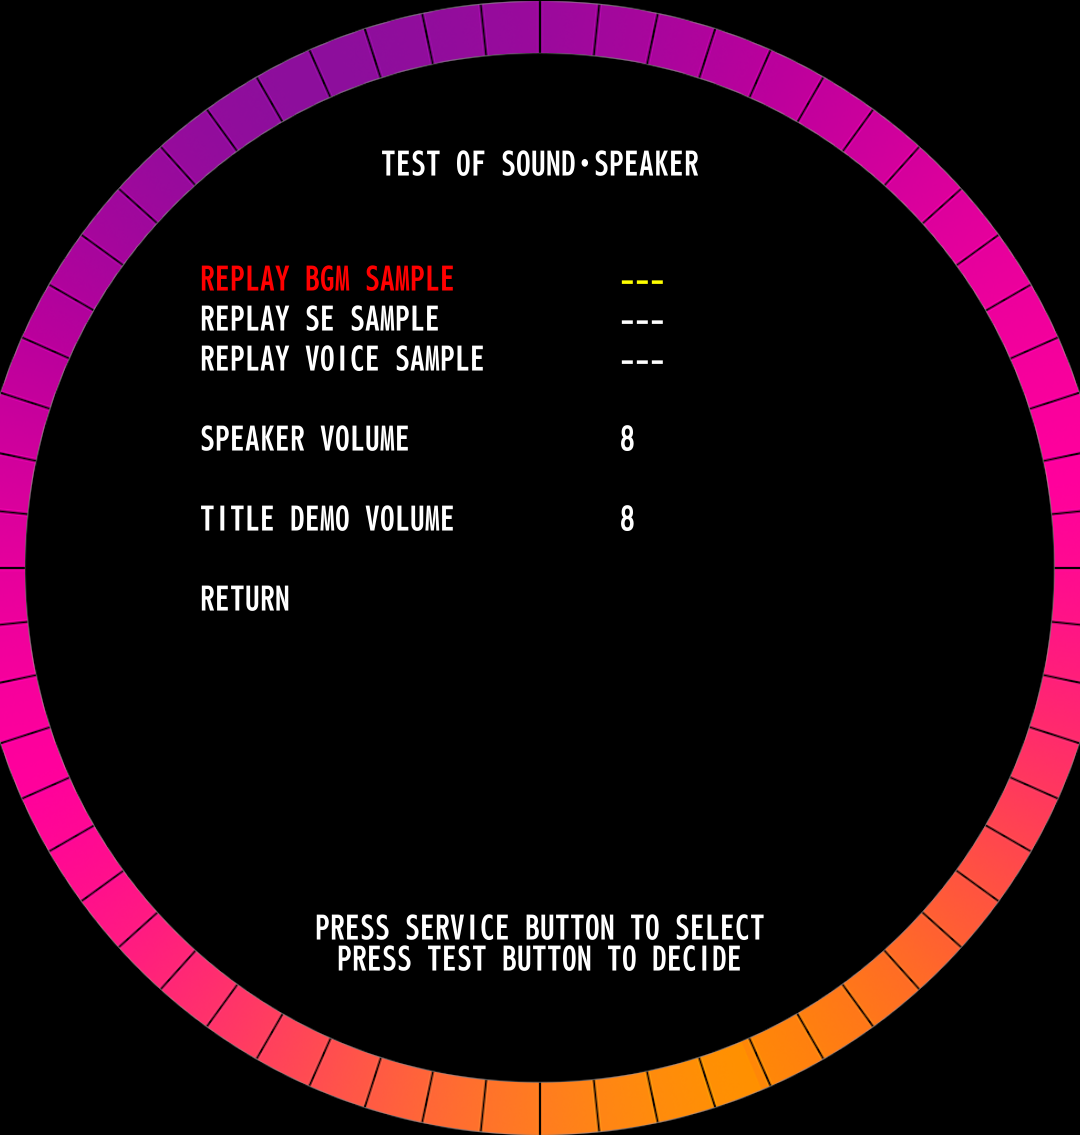 TEST OF SOUND・SPEAKER
REPLAY BGM SAMPLE ---
REPLAY SE SAMPLE ---
REPLAY VOICE SAMPLE ---
SPEAKER VOLUME 8
TITLE DEMO VOLUME 8
RETURN
PRESS SERVICE BUTTON TO SELECT
PRESS TEST BUTTON TO DECIDE